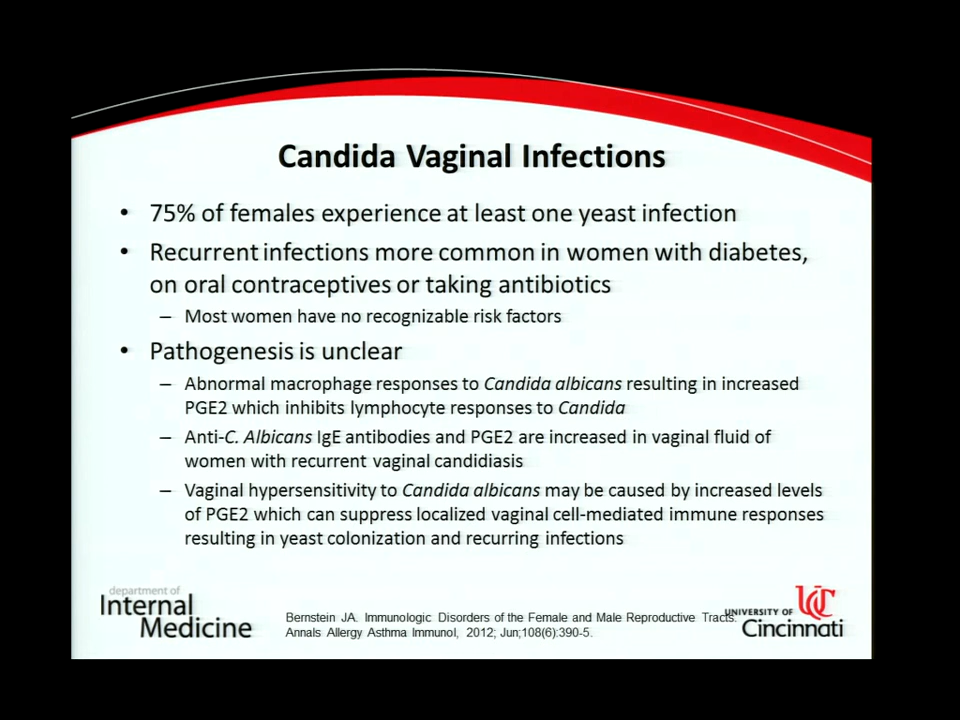 Candida Vaginal Infections
• 75% of females experience at least one yeast infection
• Recurrent infections more common in women with diabetes,
on oral contraceptives or taking antibiotics
– Most women have no recognizable risk factors
• Pathogenesis is unclear
– Abnormal macrophage responses to Candida albicans resulting in increased
PGE2 which inhibits lymphocyte responses to Candida
– Anti-C. Albicans IgE antibodies and PGE2 are increased in vaginal fluid of
women with recurrent vaginal candidiasis
– Vaginal hypersensitivity to Candida albicans may be caused by increased levels
of PGE2 which can suppress localized vaginal cell-mediated immune responses
resulting in yeast colonization and recurring infections
department of
Internal
Medicine
Bernstein JA. Immunologic Disorders of the Female and Male Reproductive Tracts.
Annals Allergy Asthma Immunol, 2012; Jun;108(6):390-5.
UC
UNIVERSITY OF
Cincinnati